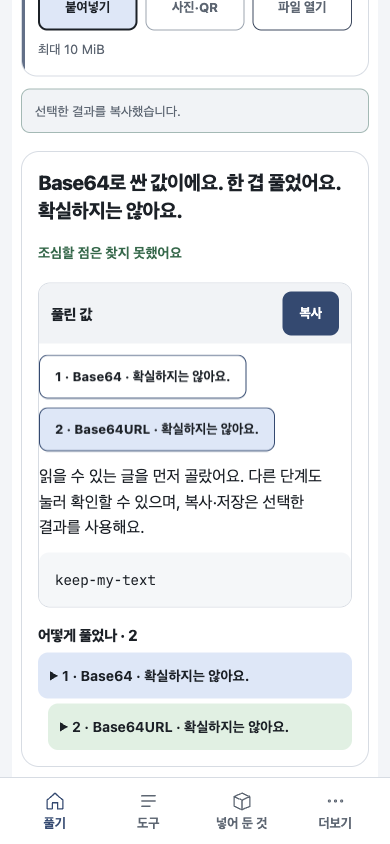 붙여넣기
사진·QR
파일 열기
최대 10 MiB
선택한 결과를 복사했습니다.
Base64로 싼 값이에요. 한 겹 풀었어요.
확실하지는 않아요.
조심할 점은 찾지 못했어요
풀린 값
복사
1 · Base64 · 확실하지는 않아요.
2 · Base64URL · 확실하지는 않아요.
읽을 수 있는 글을 먼저 골랐어요. 다른 단계도
눌러 확인할 수 있으며, 복사·저장은 선택한
결과를 사용해요.
keep-my-text
어떻게 풀었나 · 2
▶ 1 · Base64 · 확실하지는 않아요.
▶ 2 · Base64URL · 확실하지는 않아요.
풀기
도구
넣어 둔 것
더보기